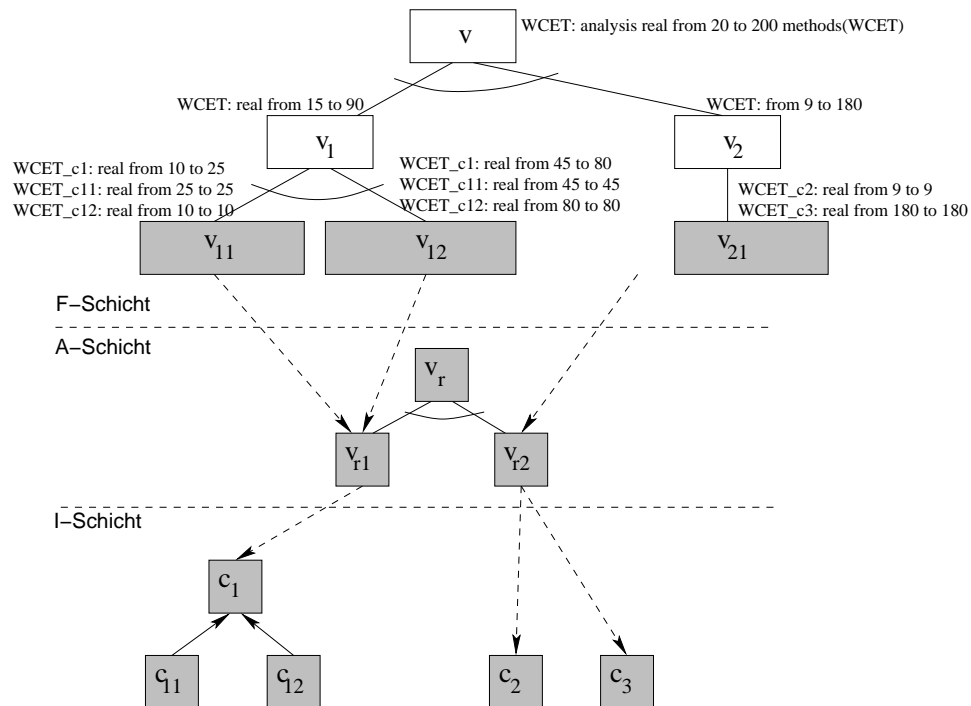 v
WCET: analysis real from 20 to 200 methods(WCET)
WCET: real from 15 to 90
WCET: from 9 to 180
v1
v2
WCET_c1: real from 10 to 25
WCET_c11: real from 25 to 25
WCET_c12: real from 10 to 10
WCET_c1: real from 45 to 80
WCET_c11: real from 45 to 45
WCET_c12: real from 80 to 80
WCET_c2: real from 9 to 9
WCET_c3: real from 180 to 180
v11
v12
v21
F−Schicht
A−Schicht
vr
vr1
vr2
I−Schicht
c1
c11
c12
c2
c3